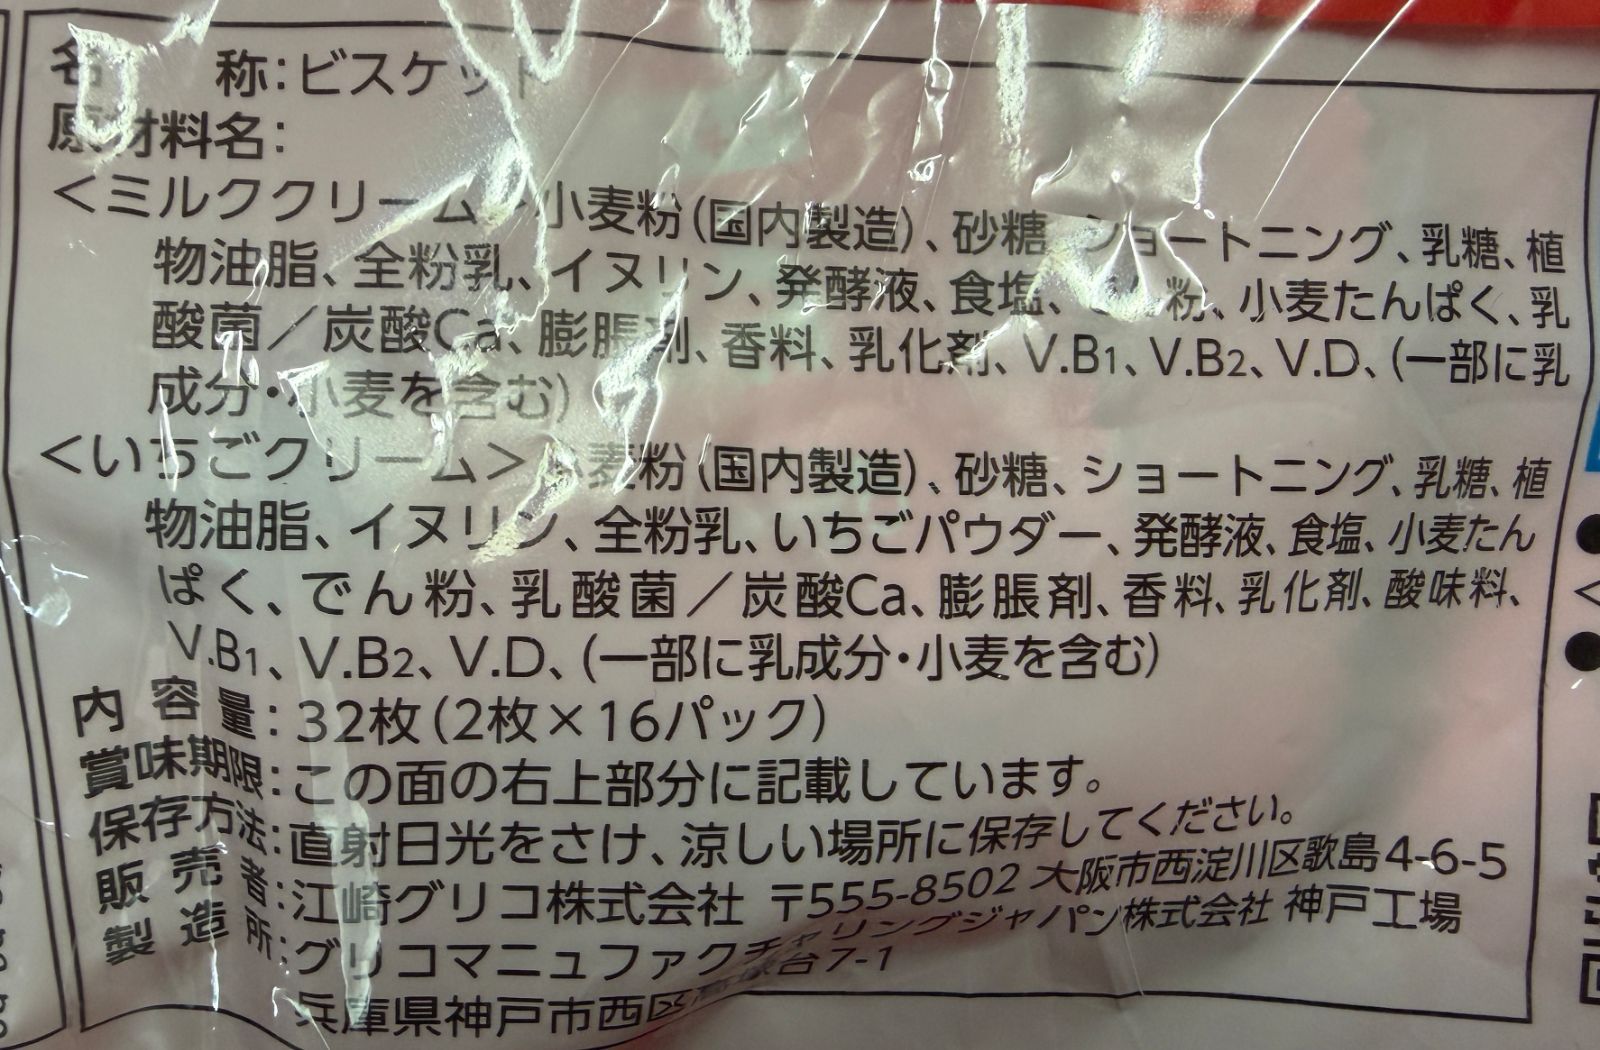 名称:ビスケット
原材料名:
<ミルククリーム>小麦粉(国内製造)、砂糖、ショートニング、乳糖、植
物油脂、全粉乳、イヌリン、発酵液、食塩、でん粉、小麦たんぱく、乳
酸菌/炭酸Ca、膨脹剤、香料、乳化剤、V.B1、V.B2、V.D、(一部に乳
成分・小麦を含む)
<いちごクリーム>小麦粉(国内製造)、砂糖、ショートニング、乳糖、植
物油脂、イヌリン、全粉乳、いちごパウダー、発酵液、食塩、小麦たん
ぱく、でん粉、乳酸菌/炭酸Ca、膨脹剤、香料、乳化剤、酸味料、
V.B1、V.B2、V.D、(一部に乳成分・小麦を含む)
内容量:32枚(2枚×16パック)
賞味期限:この面の右上部分に記載しています。
保存方法:直射日光をさけ、涼しい場所に保存してください。
販売者:江崎グリコ株式会社 〒555-8502 大阪市西淀川区歌島4-6-5
製造所:グリコマニュファクチャリングジャパン株式会社 神戸工場
兵庫県神戸市西区 7-1